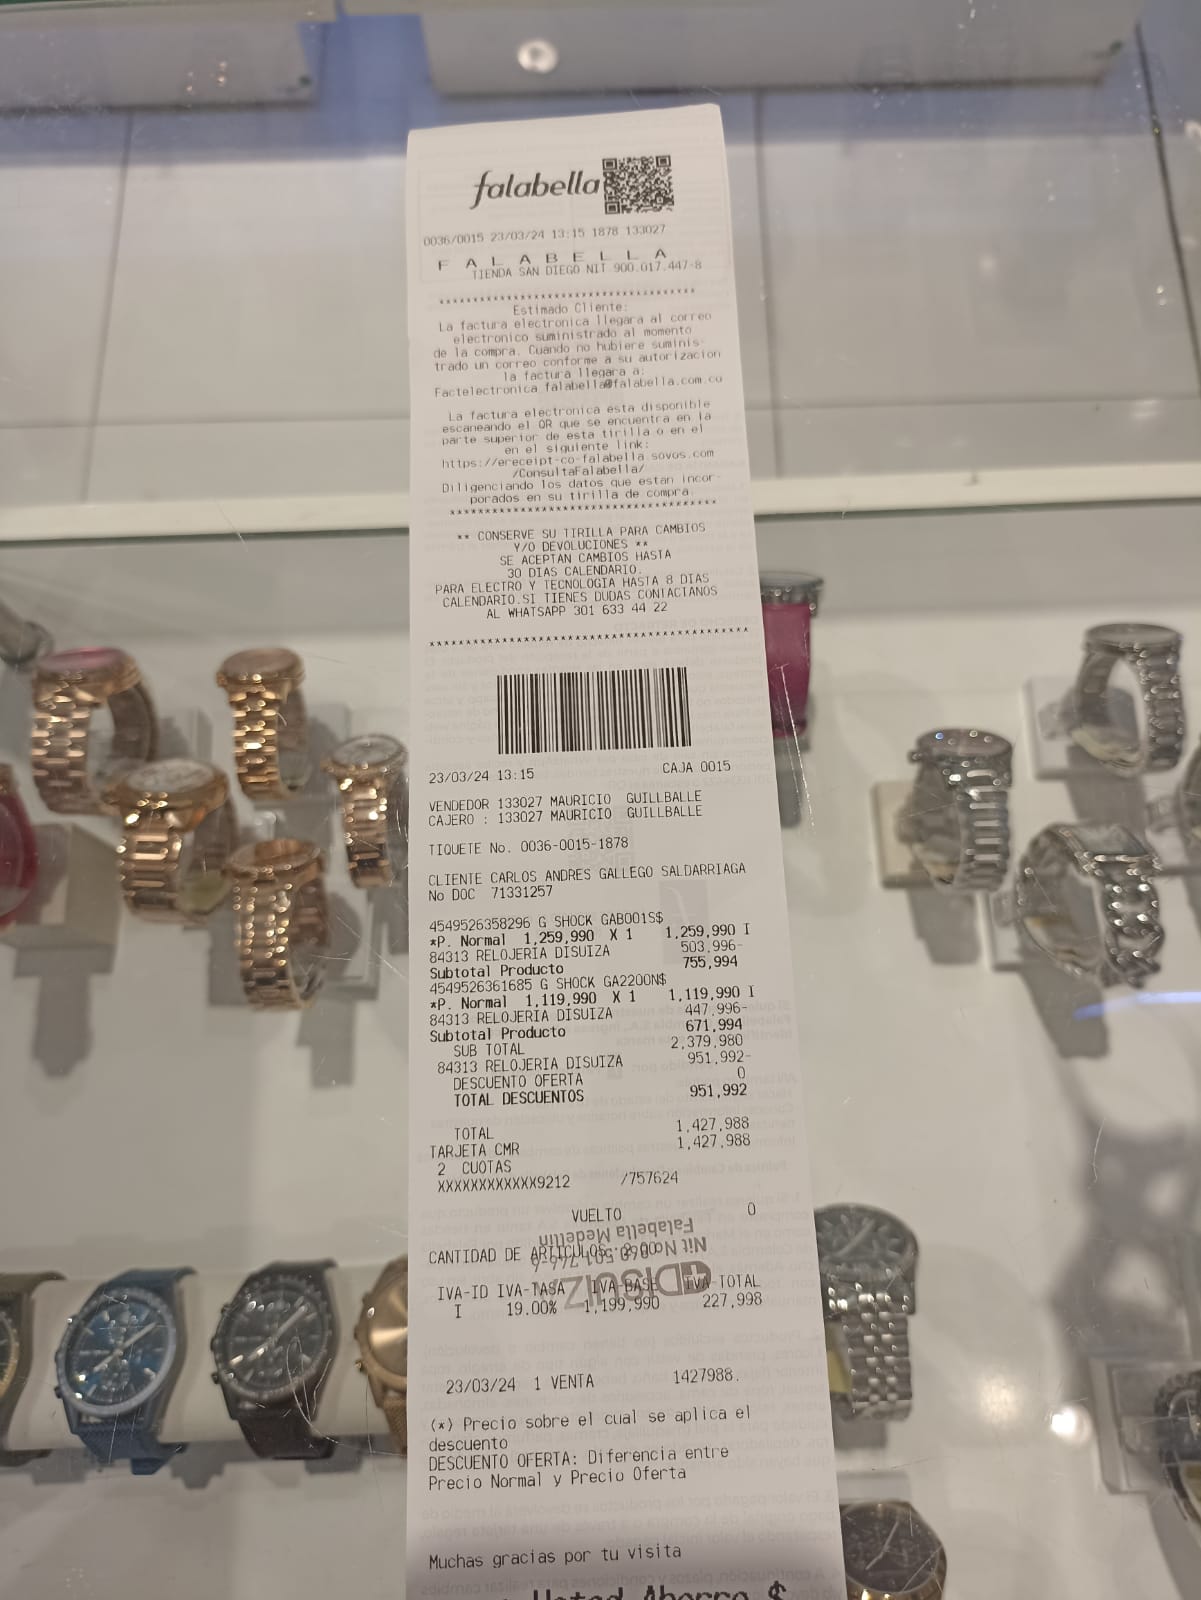 falabella
0036/0015 23/03/24 13:15 1878 133027
F A L A B E L L A
TIENDA SAN DIEGO NIT 900.017.447-8
***************************************
Estimado Cliente:
La factura electronica llegara al correo
electronico suministrado al momento
de la compra. Cuando no hubiere suminis-
trado un correo conforme a su autorizacion
la factura llegara a:
Factelectronica_falabella@falabella.com.co
La factura electronica esta disponible
escaneando el QR que se encuentra en la
parte superior de esta tirilla o en el
en el siguiente link:
https://ereceipt-co-falabella.sovos.com
/ConsultaFalabella/
Diligenciando los datos que estan incor-
porados en su tirilla de compra.
***************************************
** CONSERVE SU TIRILLA PARA CAMBIOS
Y/O DEVOLUCIONES **
SE ACEPTAN CAMBIOS HASTA
30 DIAS CALENDARIO.
PARA ELECTRO Y TECNOLOGIA HASTA 8 DIAS
CALENDARIO.SI TIENES DUDAS CONTACTANOS
AL WHATSAPP 301 633 44 22
***************************************
23/03/24 13:15 CAJA 0015
VENDEDOR 133027 MAURICIO GUILLBALLE
CAJERO : 133027 MAURICIO GUILLBALLE
TIQUETE No. 0036-0015-1878
CLIENTE CARLOS ANDRES GALLEGO SALDARRIAGA
No DOC 71331257
4549526358296 G SHOCK GAB001S$
*P. Normal 1,259,990 X 1 1,259,990 I
84313 RELOJERIA DISUIZA 503,996-
Subtotal Producto 755,994
4549526361685 G SHOCK GA2200N$
*P. Normal 1,119,990 X 1 1,119,990 I
84313 RELOJERIA DISUIZA 447,996-
Subtotal Producto 671,994
SUB TOTAL 2,379,980
84313 RELOJERIA DISUIZA 951,992-
DESCUENTO OFERTA 0
TOTAL DESCUENTOS 951,992
TOTAL 1,427,988
TARJETA CMR 1,427,988
2 CUOTAS
XXXXXXXXXXXX9212 /757624
VUELTO 0
Falabella Medellín
CANTIDAD DE ARTICULOS:
DISUIZA
IVA-ID IVA-TASA IVA-BASE IVA-TOTAL
I 19.00% 1,199,990 227,998
23/03/24 1 VENTA 1427988.
(*) Precio sobre el cual se aplica el
descuento
DESCUENTO OFERTA: Diferencia entre
Precio Normal y Precio Oferta
Muchas gracias por tu visita
Usted Ahorro $